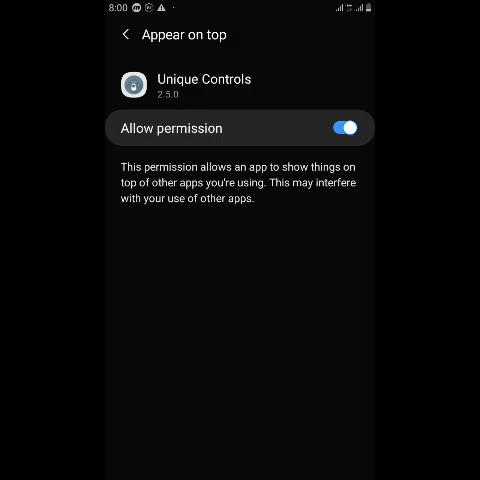 8:00
Appear on top
Unique Controls
2.5.0
Allow permission
This permission allows an app to show things on
top of other apps you're using. This may interfere
with your use of other apps.